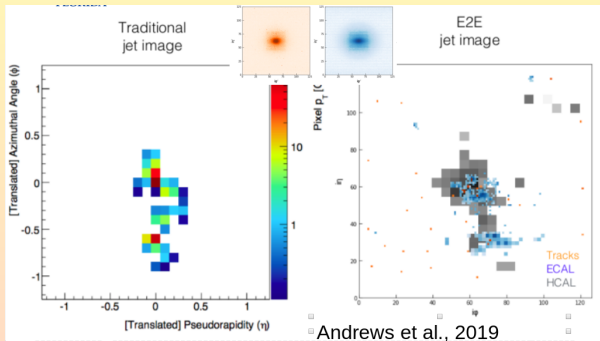 Traditional
jet image
E2E
jet image
[Translated] Azimuthal Angle (ϕ)
1
0.5
0
-0.5
-1
-1
-0.5
0
0.5
1
[Translated] Pseudorapidity (η)
10
1
Pixel p_T [
iη
100
80
60
40
20
0
0
20
40
60
80
100
120
iφ
Tracks
ECAL
HCAL
Andrews et al., 2019